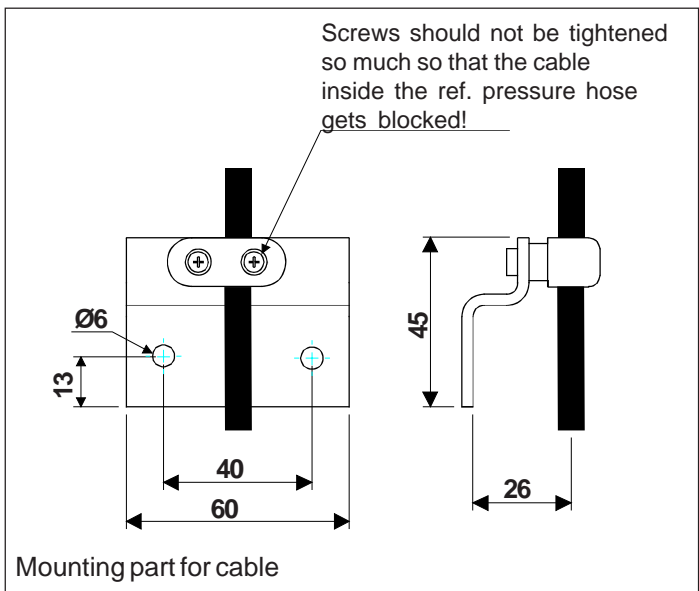 Screws should not be tightened
so much so that the cable
inside the ref. pressure hose
gets blocked!
Ø6
13
40
60
45
26
Mounting part for cable